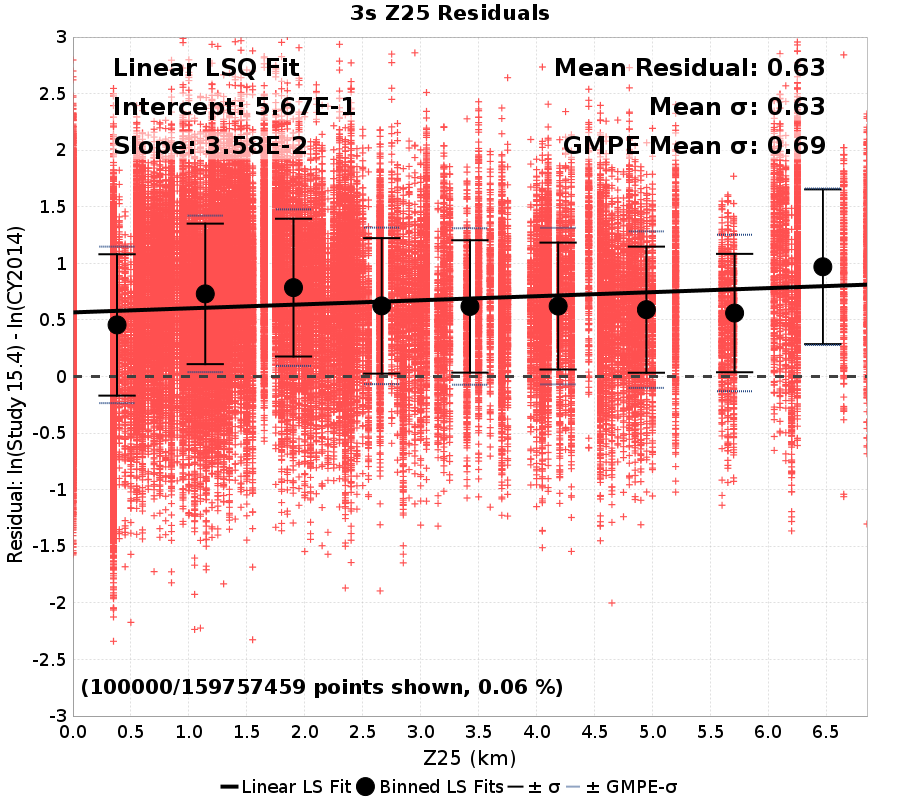 3s Z25 Residuals
Linear LSQ Fit
Intercept: 5.67E-1
Slope: 3.58E-2
Mean Residual: 0.63
Mean σ: 0.63
GMPE Mean σ: 0.69
Residual: ln(Study 15.4) - ln(CY2014)
3
2.5
2
1.5
1
0.5
0
-0.5
-1
-1.5
-2
-2.5
-3
(100000/159757459 points shown, 0.06 %)
0.0 0.5 1.0 1.5 2.0 2.5 3.0 3.5 4.0 4.5 5.0 5.5 6.0 6.5
Z25 (km)
Linear LS Fit Binned LS Fits ± σ ± GMPE-σ